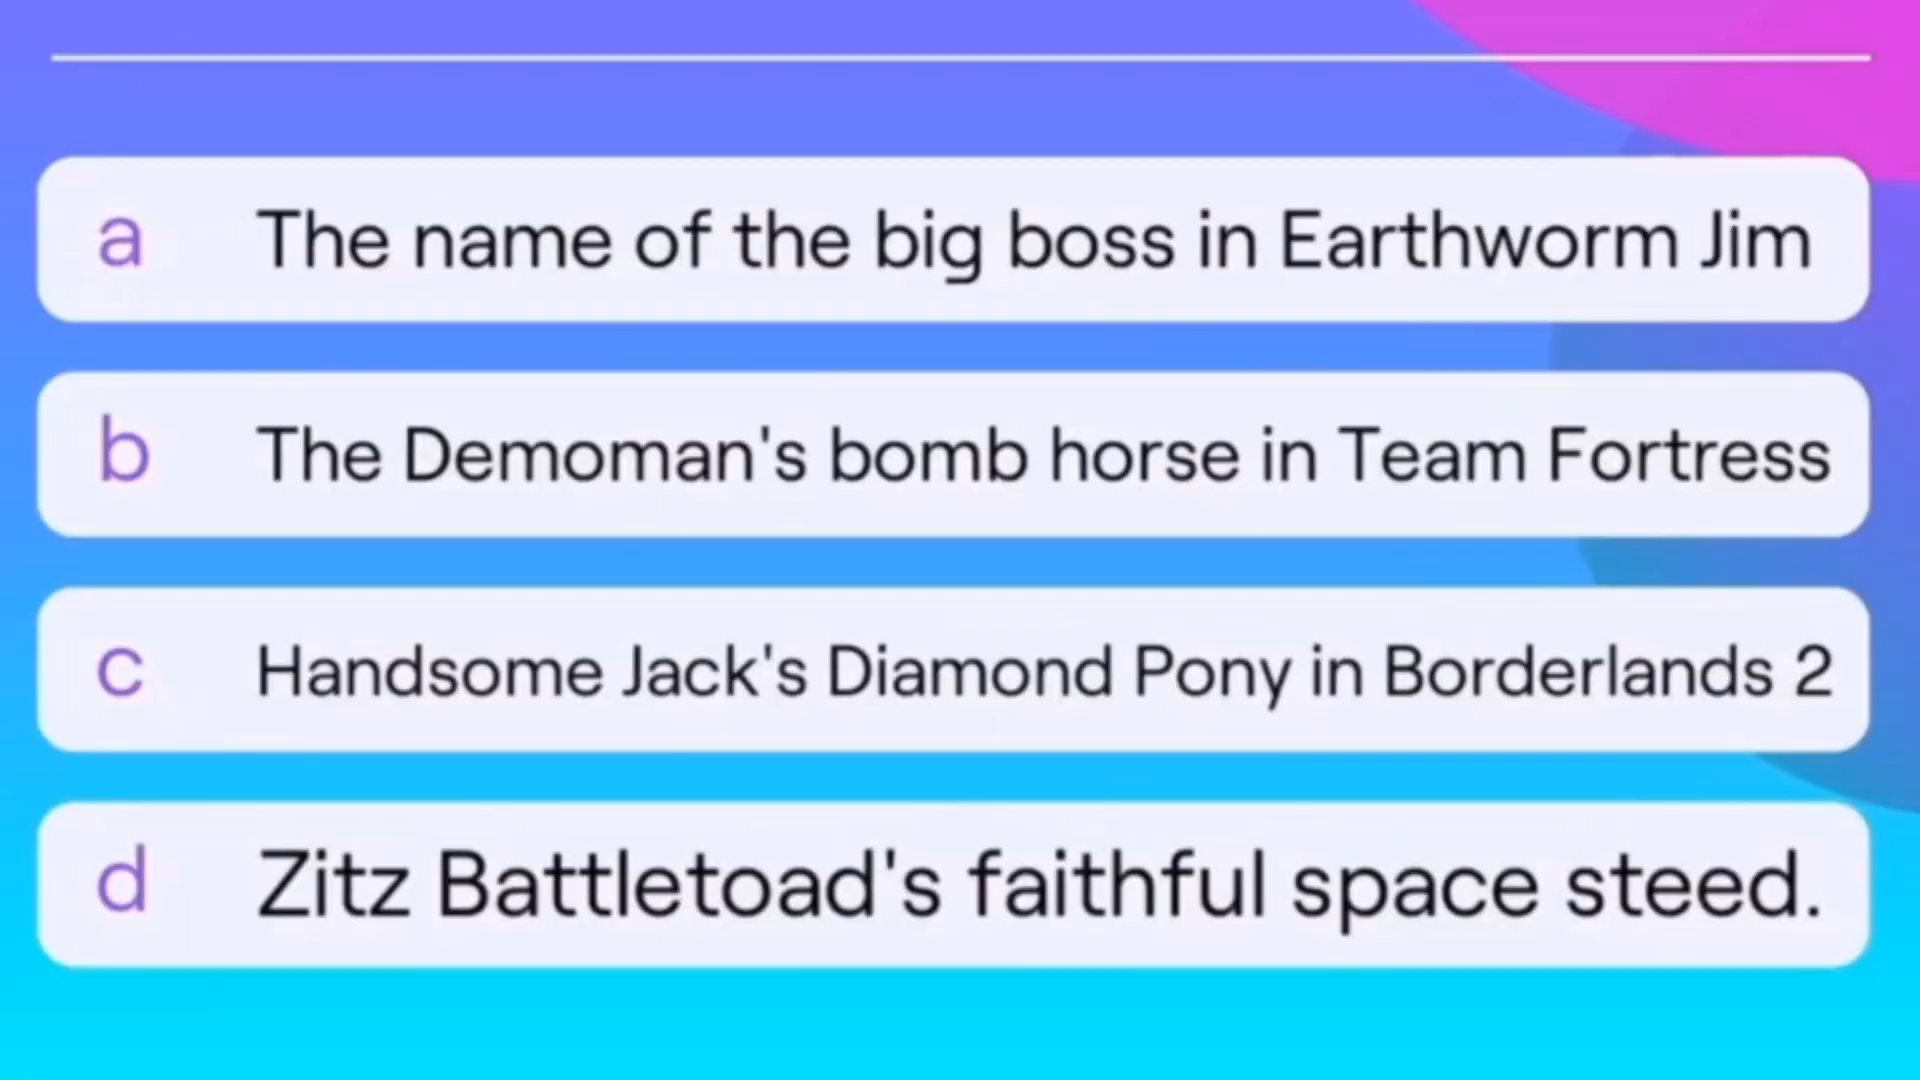 a The name of the big boss in Earthworm Jim
b The Demoman's bomb horse in Team Fortress
c Handsome Jack's Diamond Pony in Borderlands 2
d Zitz Battletoad's faithful space steed.